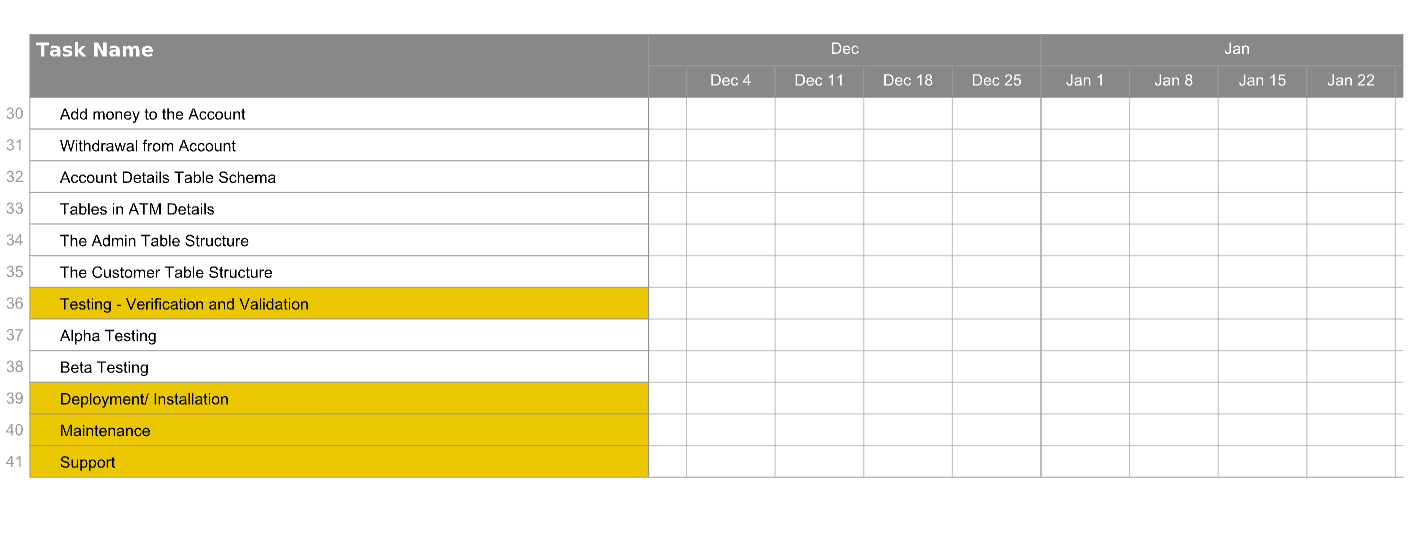 Task Name Dec Jan
Dec 4 Dec 11 Dec 18 Dec 25 Jan 1 Jan 8 Jan 15 Jan 22
30 Add money to the Account
31 Withdrawal from Account
32 Account Details Table Schema
33 Tables in ATM Details
34 The Admin Table Structure
35 The Customer Table Structure
36 Testing - Verification and Validation
37 Alpha Testing
38 Beta Testing
39 Deployment/ Installation
40 Maintenance
41 Support